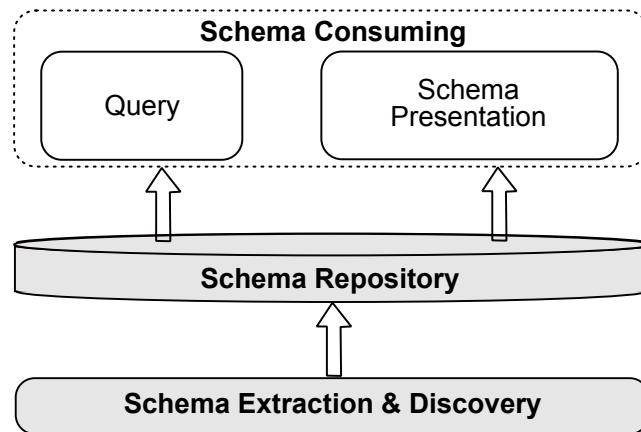 Schema Consuming
Query
Schema
Presentation
Schema Repository
Schema Extraction & Discovery